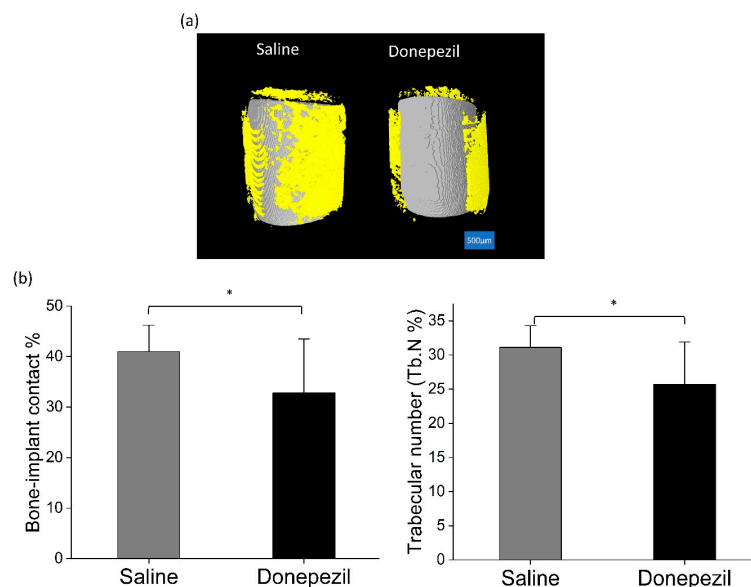 (a)
Saline Donepezil
500µm
(b)
*
Bone-implant contact %
50
40
30
20
10
0
Saline Donepezil
*
Trabecular number (Tb.N %)
35
30
25
20
15
10
5
0
Saline Donepezil